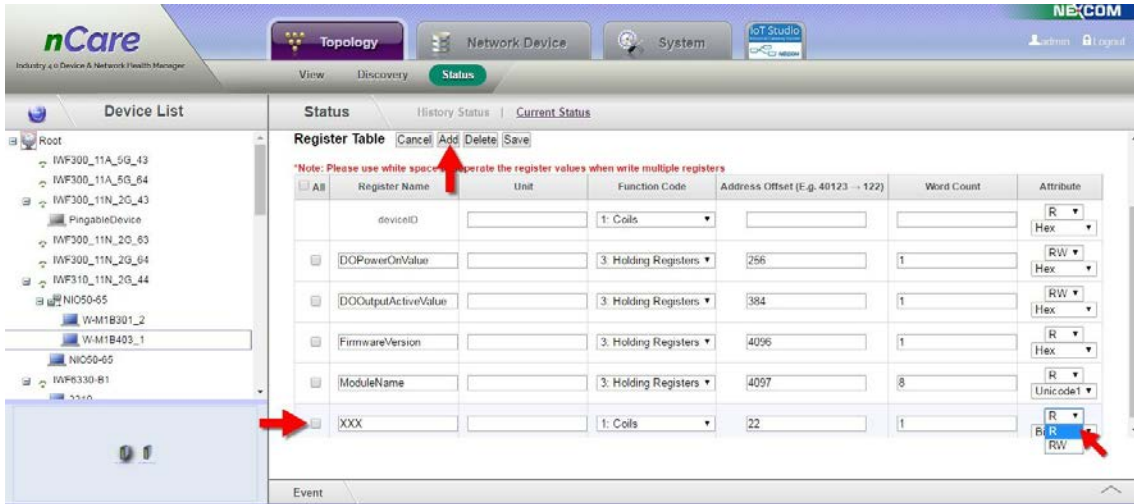 NEXCOM
nCare
Industry 4.0 Device & Network Health Manager
Topology
Network Device
System
IoT Studio
NEXCOM
admin Logout
View Discovery Status
Device List
Status History Status | Current Status
Root
IWF300_11A_5G_43
IWF300_11A_5G_64
IWF300_11N_2G_43
PingableDevice
IWF300_11N_2G_63
IWF300_11N_2G_64
IWF310_11N_2G_44
NIO50-65
W-M1B301_2
W-M1B403_1
NIO50-65
IWF6330-B1
Register Table Cancel Add Delete Save
*Note: Please use white space operate the register values when write multiple registers
All Register Name Unit Function Code Address Offset (E.g. 40123 → 122) Word Count Attribute
deviceID 1: Coils R
Hex
DOPowerOnValue 3: Holding Registers 256 1 RW
Hex
DOOutputActiveValue 3: Holding Registers 384 1 RW
Hex
FirmwareVersion 3: Holding Registers 4096 1 R
Hex
ModuleName 3: Holding Registers 4097 8 R
Unicode1
XXX 1: Coils 22 1 R
R
RW
Event